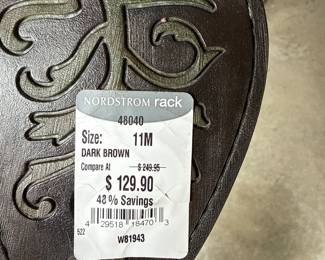 NORDSTROM rack
48040
Size: 11M
DARK BROWN
Compare At $ 249.95
$ 129.90
48% Savings
4 29518 18470 3
522
W81943